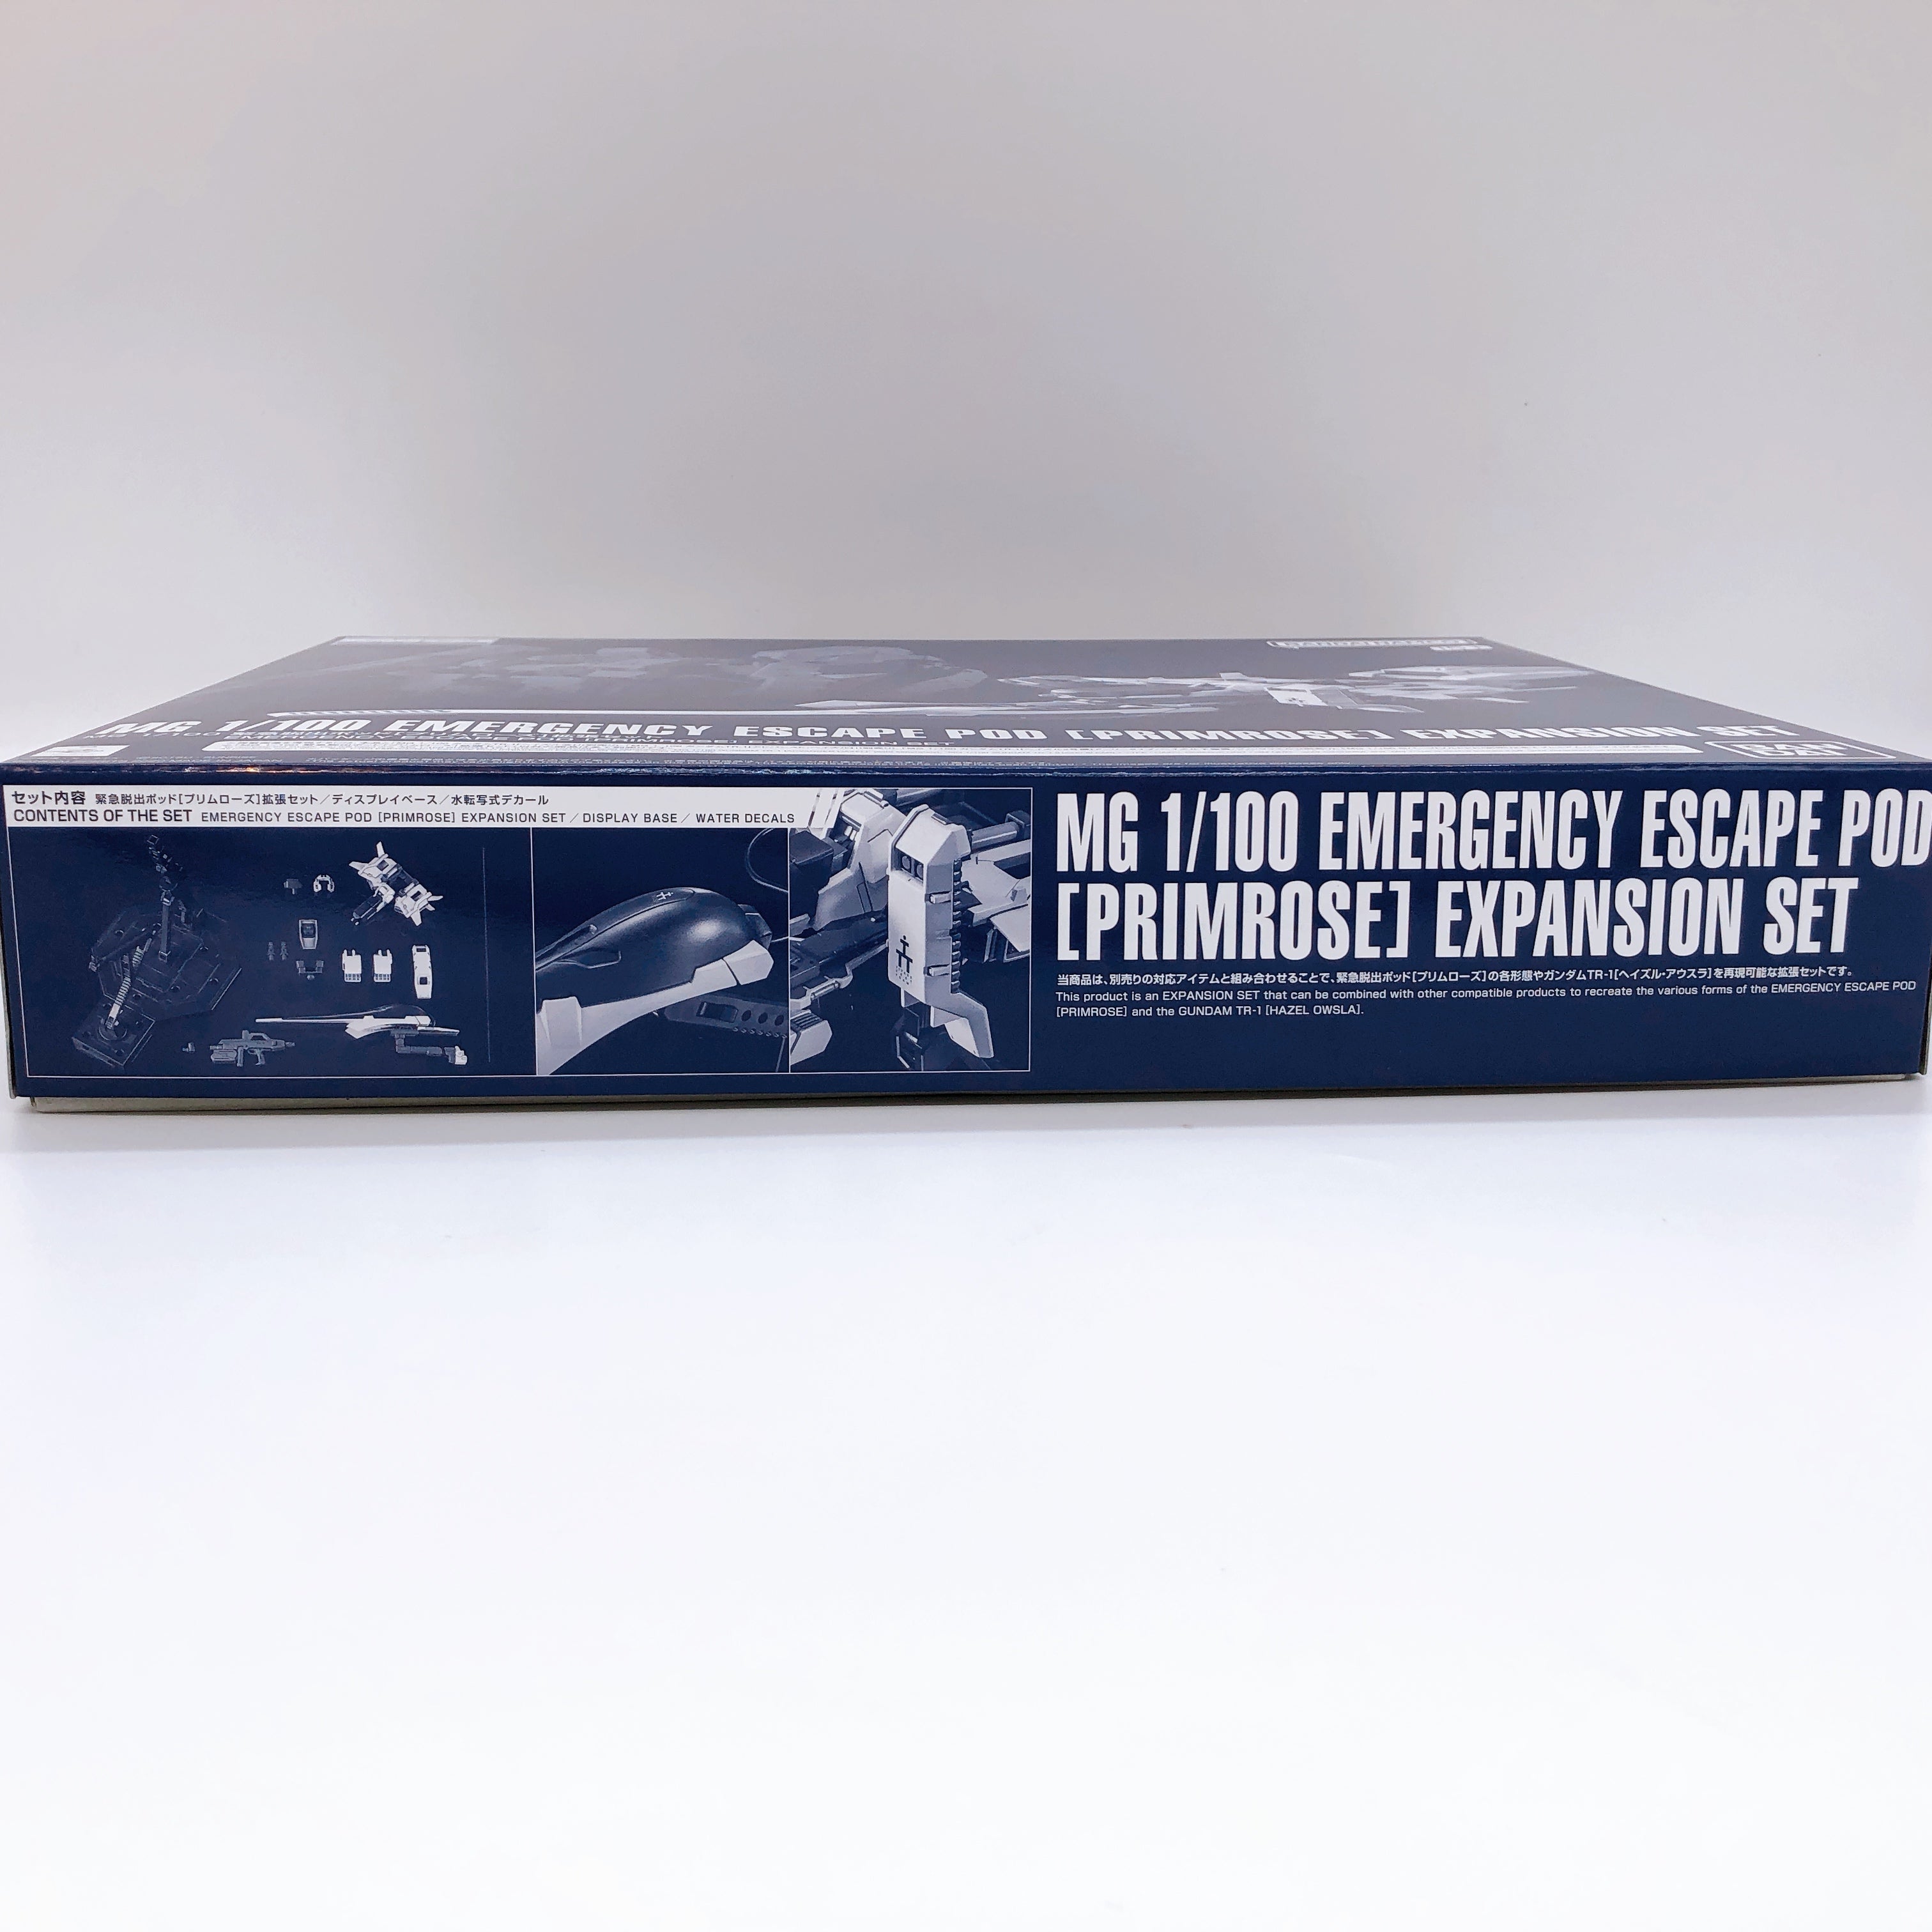 MG 1/100 EMERGENCY ESCAPE POD [PRIMROSE] EXPANSION SET
セット内容 緊急脱出ポッド[プリムローズ]拡張セット／ディスプレイベース／水転写式デカール
CONTENTS OF THE SET EMERGENCY ESCAPE POD [PRIMROSE] EXPANSION SET / DISPLAY BASE / WATER DECALS
MG 1/100 EMERGENCY ESCAPE POD
[PRIMROSE] EXPANSION SET
当商品は、別売りの対応アイテムと組み合わせることで、緊急脱出ポッド[プリムローズ]の各形態やガンダムTR-1[ヘイズル・アウスラ]を再現可能な拡張セットです。
This product is an EXPANSION SET that can be combined with other compatible products to recreate the various forms of the EMERGENCY ESCAPE POD
[PRIMROSE] and the GUNDAM TR-1 [HAZEL OWSLA].